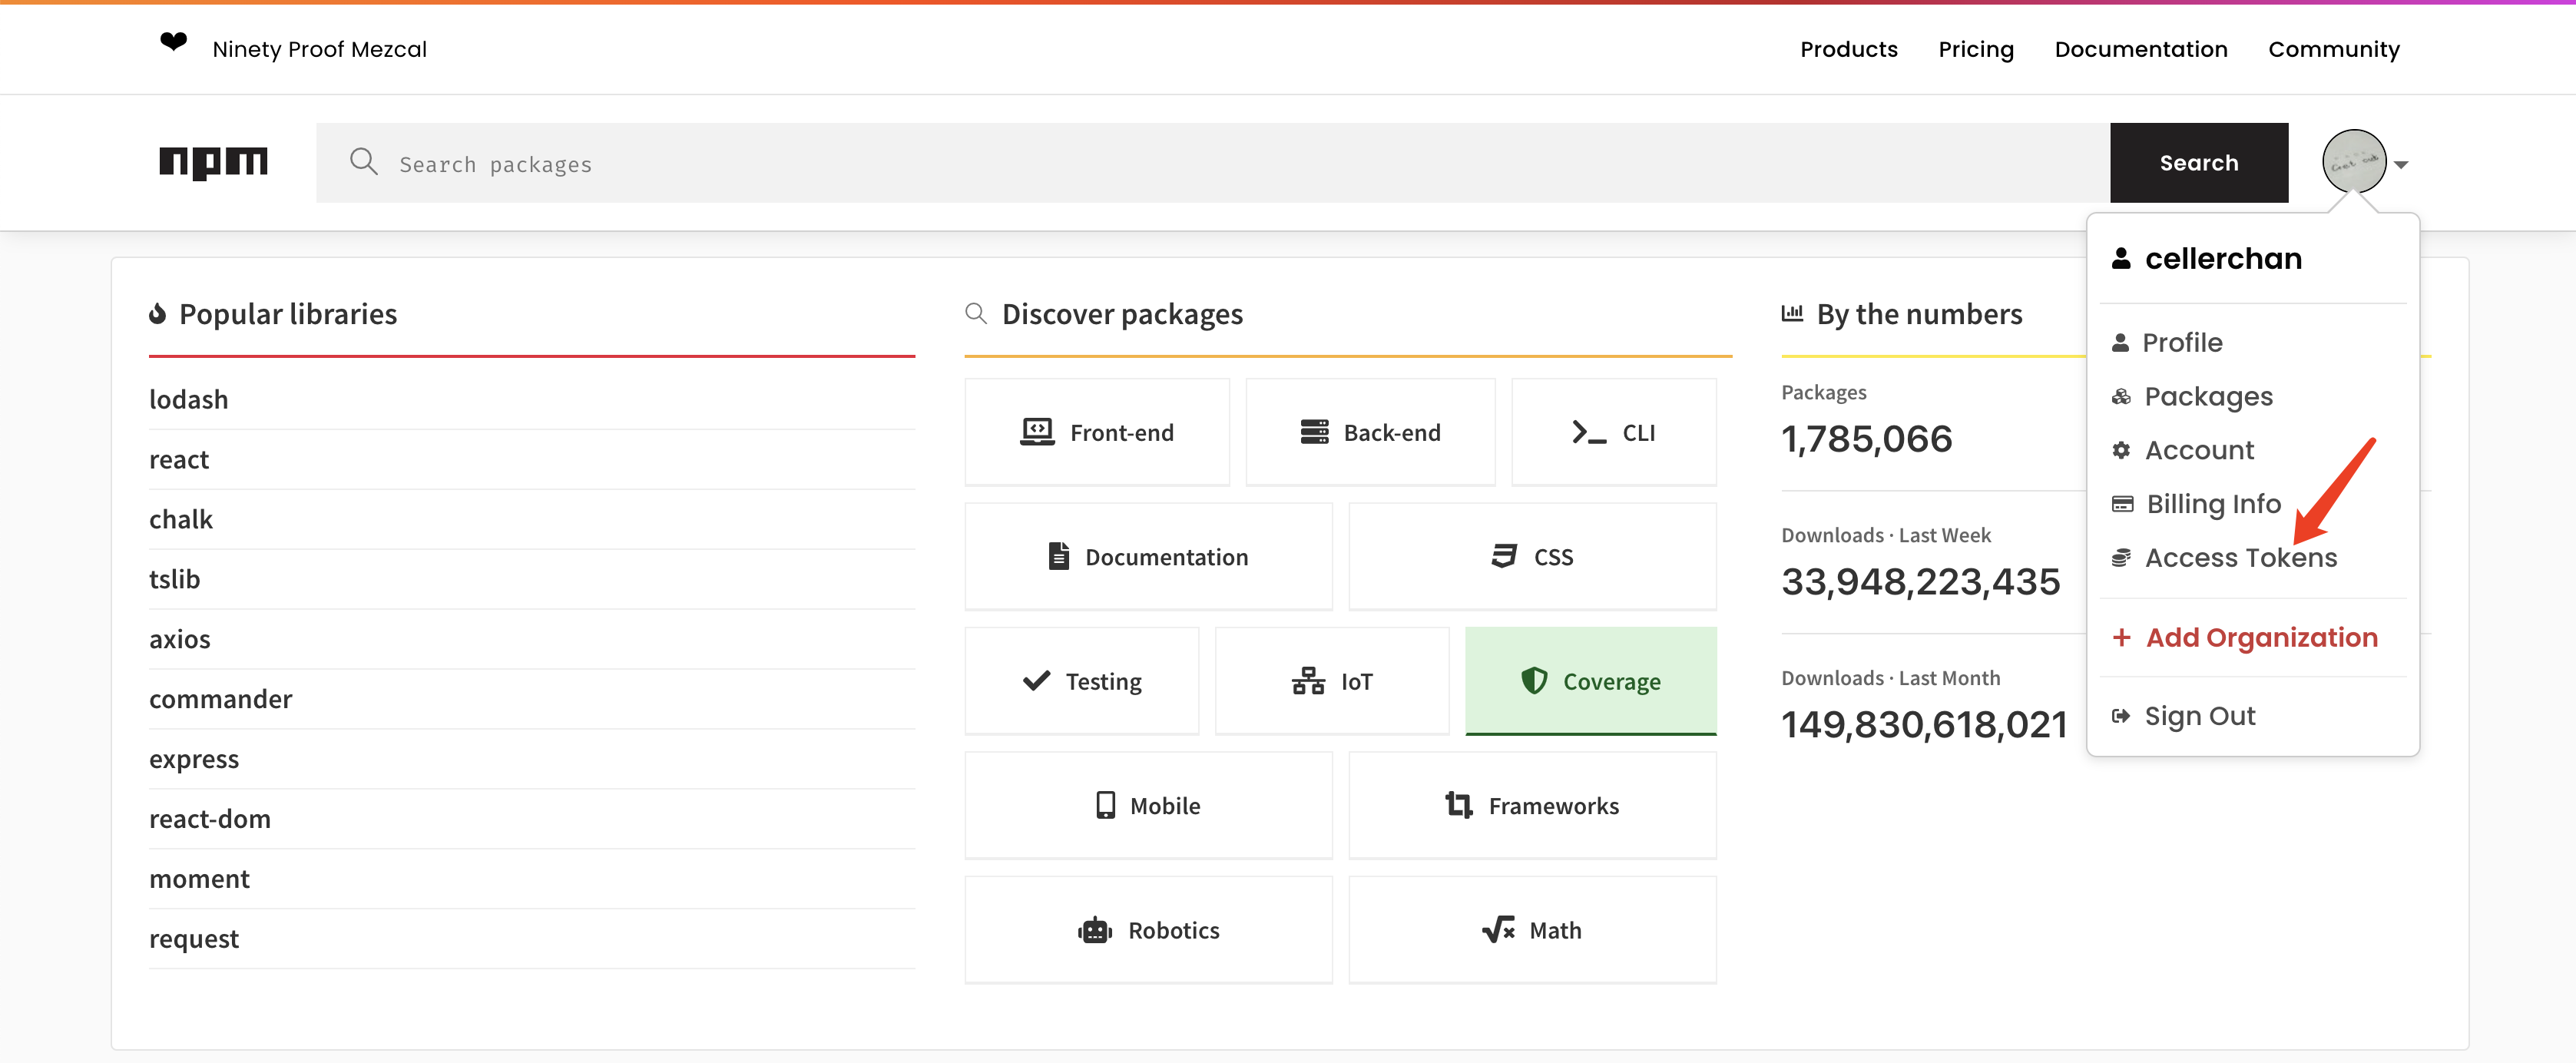 Ninety Proof Mezcal
Products Pricing Documentation Community
npm
Search packages
Search
cellerchan
Profile
Packages
Account
Billing Info
Access Tokens
+ Add Organization
Sign Out
Popular libraries
lodash
react
chalk
tslib
axios
commander
express
react-dom
moment
request
Discover packages
Front-end
Back-end
CLI
Documentation
CSS
Testing
IoT
Coverage
Mobile
Frameworks
Robotics
Math
By the numbers
Packages
1,785,066
Downloads · Last Week
33,948,223,435
Downloads · Last Month
149,830,618,021